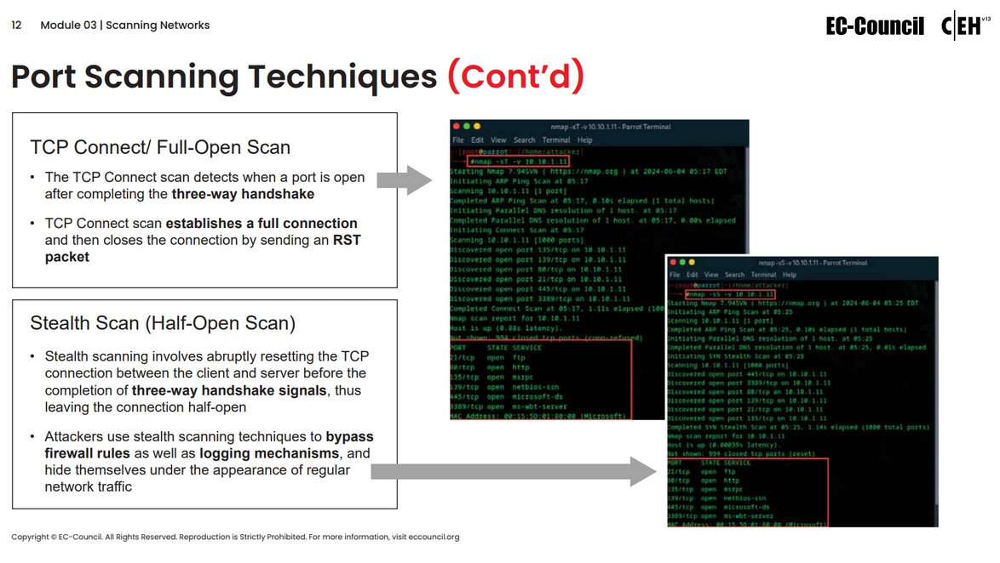 12 Module 03 | Scanning Networks
EC-Council C|EH v13
Port Scanning Techniques (Cont’d)
TCP Connect/ Full-Open Scan
• The TCP Connect scan detects when a port is open
after completing the three-way handshake
• TCP Connect scan establishes a full connection
and then closes the connection by sending an RST
packet
Stealth Scan (Half-Open Scan)
• Stealth scanning involves abruptly resetting the TCP
connection between the client and server before the
completion of three-way handshake signals, thus
leaving the connection half-open
• Attackers use stealth scanning techniques to bypass
firewall rules as well as logging mechanisms, and
hide themselves under the appearance of regular
network traffic
nmap -sT -v 10.10.1.11 - Parrot Terminal
File Edit View Search Terminal Help
[root@parrot]-[/home/attacker]
#nmap -sT -v 10.10.1.11
Starting Nmap 7.94SVN ( https://nmap.org ) at 2024-06-04 05:17 EDT
Initiating ARP Ping Scan at 05:17
Scanning 10.10.1.11 [1 port]
Completed ARP Ping Scan at 05:17, 0.10s elapsed (1 total hosts)
Initiating Parallel DNS resolution of 1 host. at 05:17
Completed Parallel DNS resolution of 1 host. at 05:17, 0.00s elapsed
Initiating Connect Scan at 05:17
Scanning 10.10.1.11 [1000 ports]
Discovered open port 135/tcp on 10.10.1.11
Discovered open port 139/tcp on 10.10.1.11
Discovered open port 80/tcp on 10.10.1.11
Discovered open port 21/tcp on 10.10.1.11
Discovered open port 445/tcp on 10.10.1.11
Discovered open port 3389/tcp on 10.10.1.11
Completed Connect Scan at 05:17, 1.11s elapsed (100
Nmap scan report for 10.10.1.11
Host is up (0.88s latency).
Not shown: 994 closed tcp ports (conn-refused)
PORT STATE SERVICE
21/tcp open ftp
80/tcp open http
135/tcp open msrpc
139/tcp open netbios-ssn
445/tcp open microsoft-ds
3389/tcp open ms-wbt-server
MAC Address: 00:15:5D:01:80:00 (Microsoft)
nmap -sS -v 10.10.1.11 - Parrot Terminal
File Edit View Search Terminal Help
[root@parrot]-[/home/attacker]
#nmap -sS -v 10.10.1.11
Starting Nmap 7.94SVN ( https://nmap.org ) at 2024-06-04 05:25 EDT
Initiating ARP Ping Scan at 05:25
Scanning 10.10.1.11 [1 port]
Completed ARP Ping Scan at 05:25, 0.10s elapsed (1 total hosts)
Initiating Parallel DNS resolution of 1 host. at 05:25
Completed Parallel DNS resolution of 1 host. at 05:25, 0.01s elapsed
Initiating SYN Stealth Scan at 05:25
Scanning 10.10.1.11 [1000 ports]
Discovered open port 445/tcp on 10.10.1.11
Discovered open port 3389/tcp on 10.10.1.11
Discovered open port 80/tcp on 10.10.1.11
Discovered open port 139/tcp on 10.10.1.11
Discovered open port 21/tcp on 10.10.1.11
Discovered open port 135/tcp on 10.10.1.11
Completed SYN Stealth Scan at 05:25, 1.14s elapsed (1000 total ports)
Nmap scan report for 10.10.1.11
Host is up (0.00039s latency).
Not shown: 994 closed tcp ports (reset)
PORT STATE SERVICE
21/tcp open ftp
80/tcp open http
135/tcp open msrpc
139/tcp open netbios-ssn
445/tcp open microsoft-ds
3389/tcp open ms-wbt-server
MAC Address: 00:15:5D:01:80:00 (Microsoft)
Copyright © EC-Council. All Rights Reserved. Reproduction is Strictly Prohibited. For more information, visit eccouncil.org